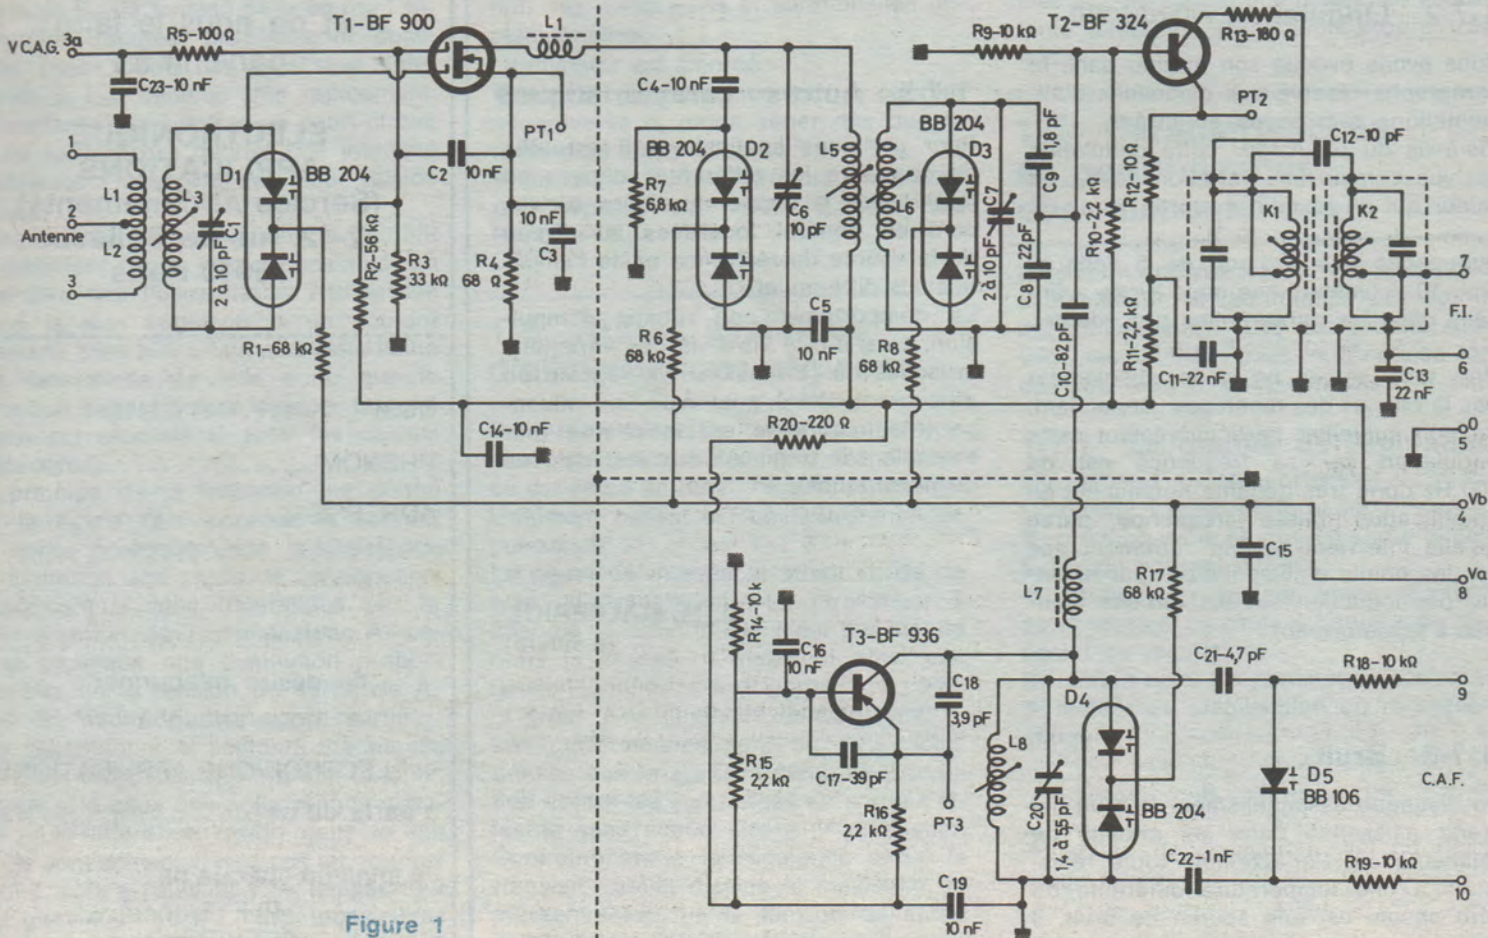 T1-BF 900
L1
T2-BF 324
R13-180 Ω
V C.A.G. 3a
R5-100 Ω
R9-10 kΩ
C23-10 nF
PT1
C4-10 nF
PT2
C12-10 pF
1
L1
L3
D1
BB 204
C2
10 nF
BB 204
D2
L5
BB 204
D3
C9-1,8 pF
R12-10Ω
K1
K2
2
Antenne
L2
C1
2 à 10 pF
R2-56 kΩ
R3
33 kΩ
R4
68
Ω
10 nF
C3
R7
6,8 kΩ
C6
10 pF
L6
C7
2 à 10pF
C8-22pF
R10-2,2 kΩ
7
F.I.
3
R1-68 kΩ
R6
68 kΩ
C5
10 nF
R8
68 kΩ
C10-82 pF
R11-2,2 kΩ
C11-22 nF
6
C13
22 nF
C14-10 nF
R20-220 Ω
0
5
Vb
4
C15
Va
8
R14-10 k
C16
10 nF
T3-BF 936
L7
R17
68 kΩ
C18
3,9 pF
D4
C21-4,7 pF
R18-10 kΩ
9
R15
2,2 kΩ
C17-39 pF
L8
BB 204
D5
BB 106
C.A.F.
R16
2,2 kΩ
PT3
C20
1,4 à 5,5 pF
C22-1 nF
R19-10 kΩ
10
C19
10 nF
Figure 1